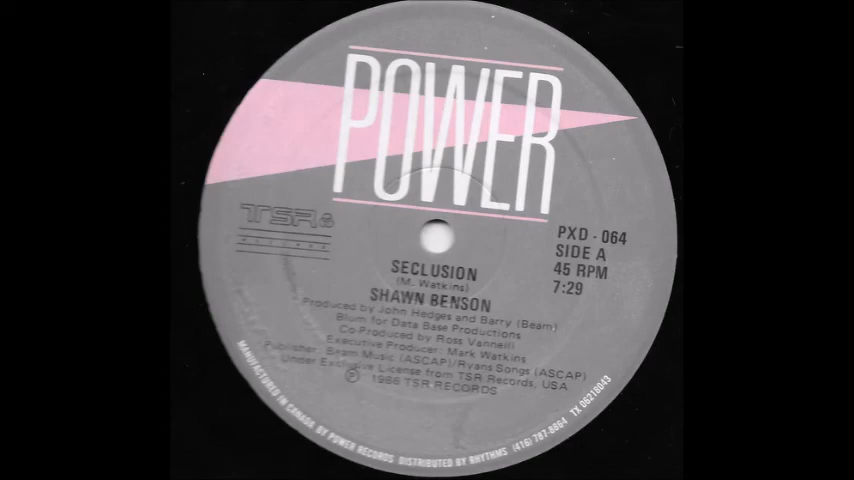 POWER
TSR
RECORDS
PXD - 064
SIDE A
45 RPM
7:29
SECLUSION
(M. Watkins)
SHAWN BENSON
Produced by John Hedges and Barry (Beam)
Blum for Data Base Productions
Co-Produced by Ross Vannelli
Executive Producer: Mark Watkins
Publisher: Beam Music (ASCAP)/Ryans Songs (ASCAP)
Under Exclusive License from TSR Records, USA
Ⓟ 1986 TSR RECORDS
MANUFACTURED IN CANADA BY POWER RECORDS DISTRIBUTED BY RHYTHMS (416) 787-8864 TX 06218043